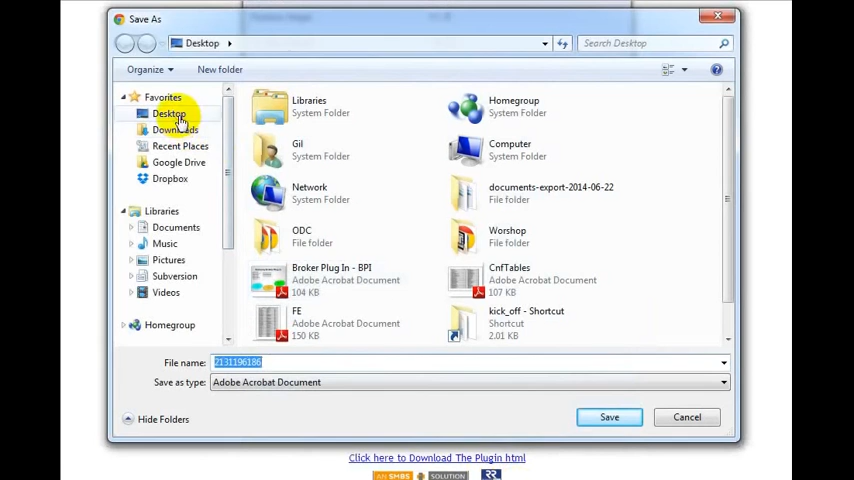 Save As
Desktop
Search Desktop
Organize
New folder
Favorites
Desktop
Downloads
Recent Places
Google Drive
Dropbox
Libraries
Documents
Music
Pictures
Subversion
Videos
Homegroup
Libraries
System Folder
Homegroup
System Folder
Gil
Computer
System Folder
Network
System Folder
documents-export-2014-06-22
File folder
ODC
File folder
Worshop
File folder
Broker Plug In - BPI
Adobe Acrobat Document
104 KB
CnfTables
Adobe Acrobat Document
107 KB
FE
Adobe Acrobat Document
150 KB
kick_off - Shortcut
Shortcut
2.01 KB
File name:
2131196186
Save as type:
Adobe Acrobat Document
Hide Folders
Save
Cancel
Click here to Download The Plugin html
AN SMBS SOLUTION
RR